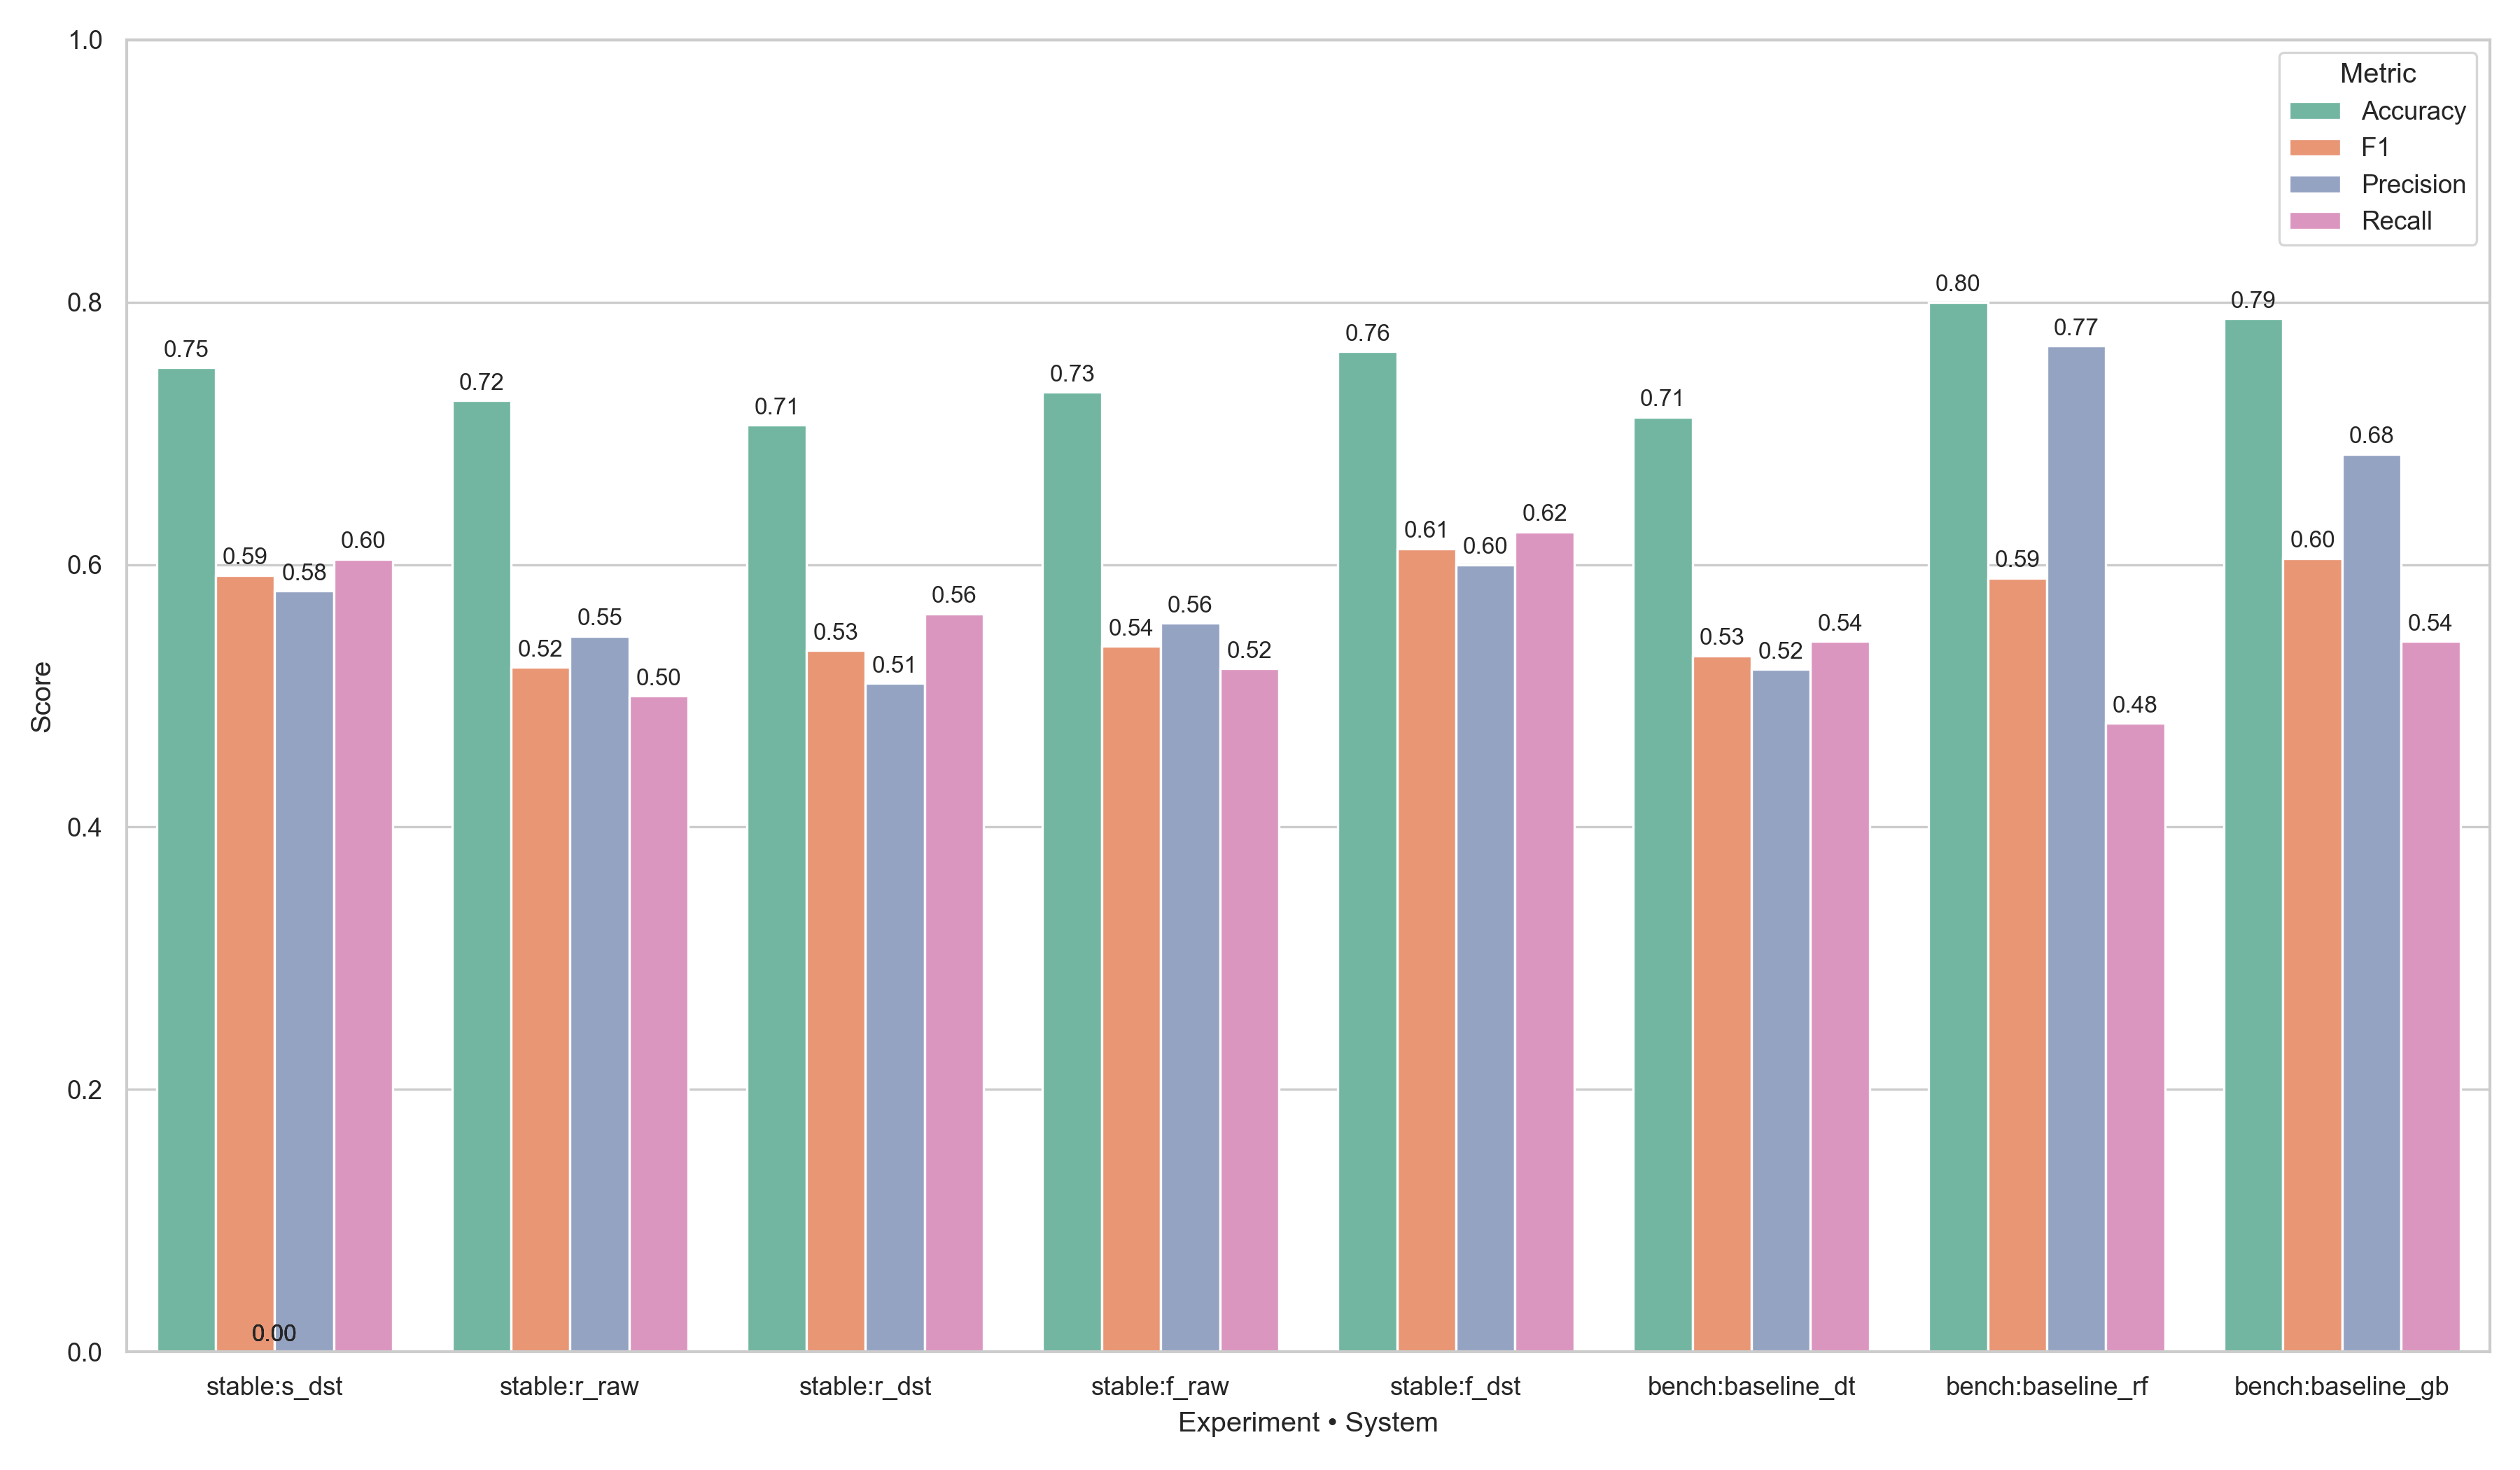 1.0
0.8
0.6
0.4
0.2
0.0
Score
Metric
Accuracy
F1
Precision
Recall
0.75
0.59
0.58
0.60
0.00
0.72
0.52
0.55
0.50
0.71
0.53
0.51
0.56
0.73
0.54
0.56
0.52
0.76
0.61
0.60
0.62
0.71
0.53
0.52
0.54
0.80
0.59
0.77
0.48
0.79
0.60
0.68
0.54
stable:s_dst
stable:r_raw
stable:r_dst
stable:f_raw
stable:f_dst
bench:baseline_dt
bench:baseline_rf
bench:baseline_gb
Experiment • System